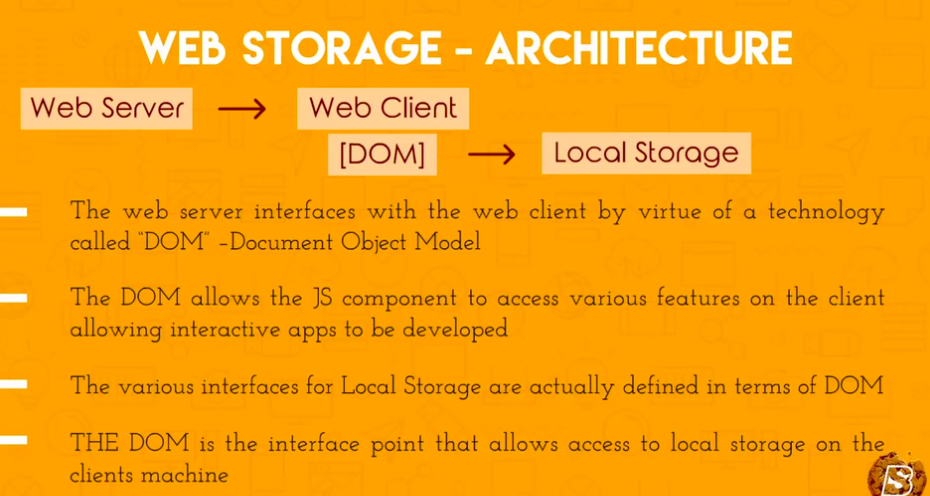 WEB STORAGE - ARCHITECTURE
Web Server → Web Client
[DOM] → Local Storage
The web server interfaces with the web client by virtue of a technology
called "DOM" -Document Object Model
The DOM allows the JS component to access various features on the client
allowing interactive apps to be developed
The various interfaces for Local Storage are actually defined in terms of DOM
THE DOM is the interface point that allows access to local storage on the
clients machine